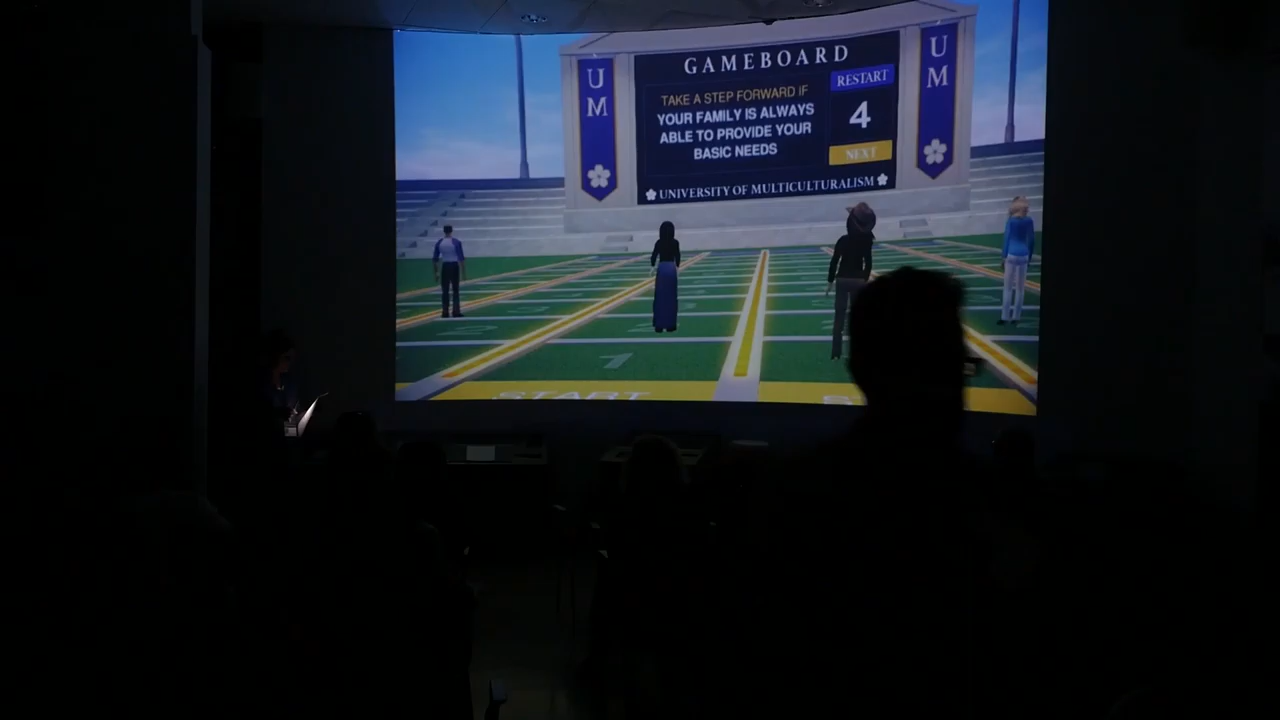 GAMEBOARD
UM
UM
TAKE A STEP FORWARD IF
YOUR FAMILY IS ALWAYS
ABLE TO PROVIDE YOUR
BASIC NEEDS
RESTART
4
NEXT
UNIVERSITY OF MULTICULTURALISM
1
START